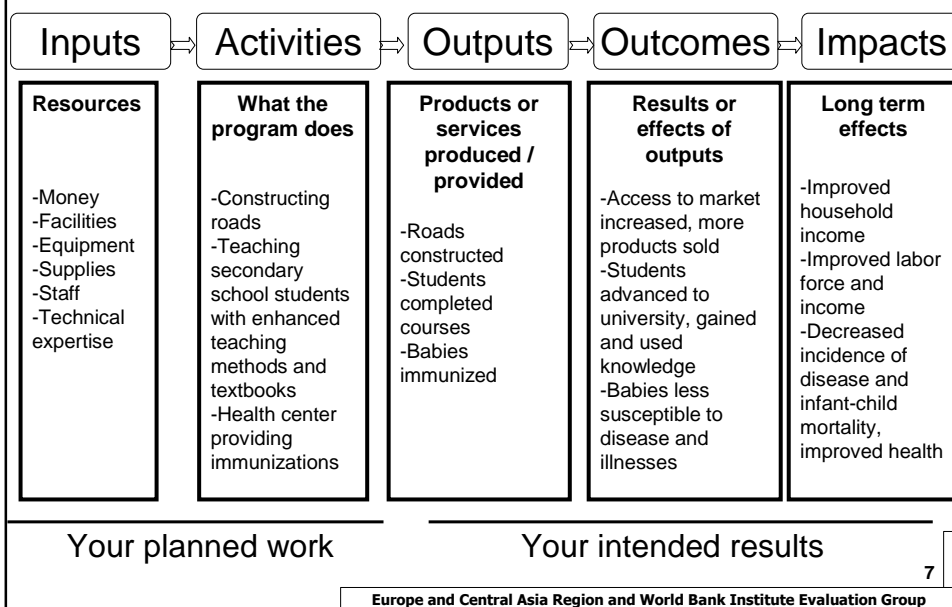 Inputs
Activities
Outputs
Outcomes
Impacts
Resources
-Money
-Facilities
-Equipment
-Supplies
-Staff
-Technical
expertise
What the
program does
-Constructing
roads
-Teaching
secondary
school students
with enhanced
teaching
methods and
textbooks
-Health center
providing
immunizations
Products or
services
produced /
provided
-Roads
constructed
-Students
completed
courses
-Babies
immunized
Results or
effects of
outputs
-Access to market
increased, more
products sold
-Students
advanced to
university, gained
and used
knowledge
-Babies less
susceptible to
disease and
illnesses
Long term
effects
-Improved
household
income
-Improved labor
force and
income
-Decreased
incidence of
disease and
infant-child
mortality,
improved health
Your planned work
Your intended results
7
Europe and Central Asia Region and World Bank Institute Evaluation Group